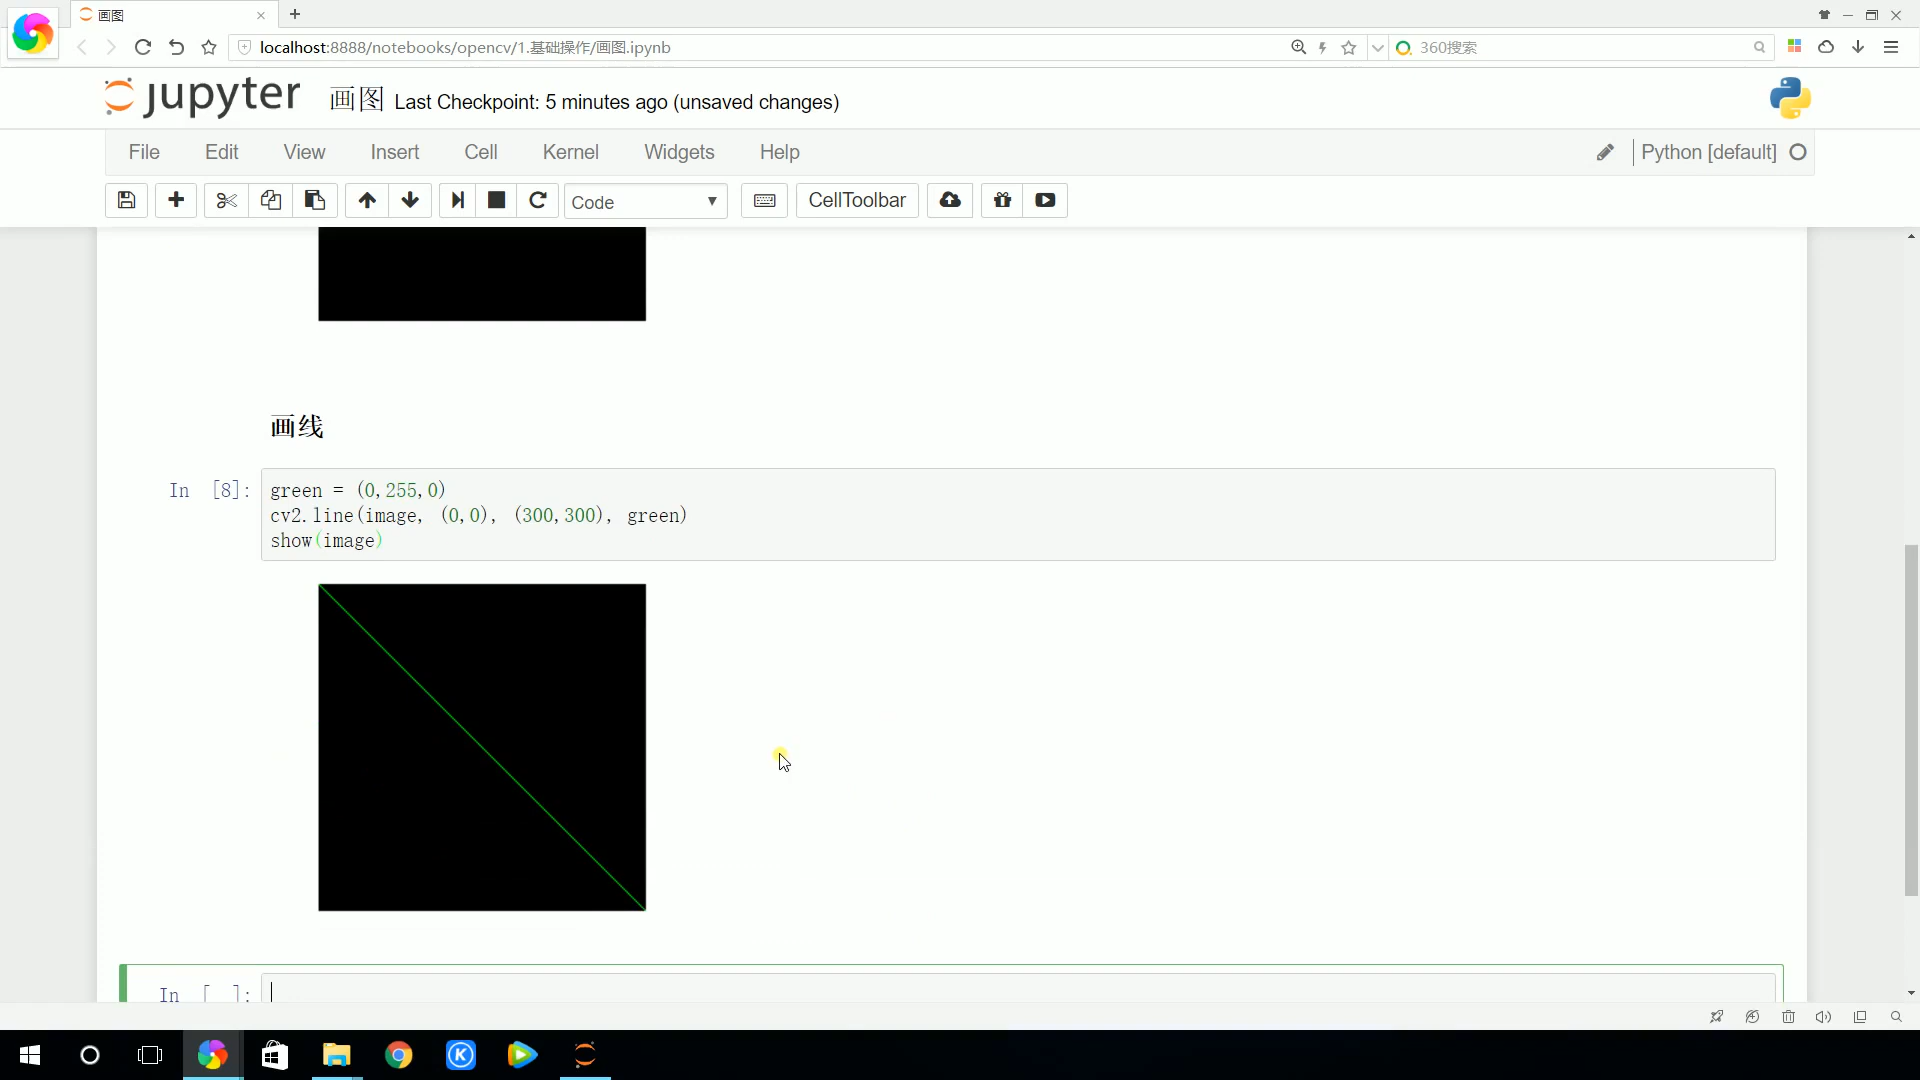 画图
localhost:8888/notebooks/opencv/1.基础操作/画图.ipynb
360搜索
jupyter
画图 Last Checkpoint: 5 minutes ago (unsaved changes)
File Edit View Insert Cell Kernel Widgets Help
Python [default]
Code
CellToolbar
画线
In [8]:
green = (0,255,0)
cv2.line(image, (0,0), (300,300), green)
show(image)
In [ ]: